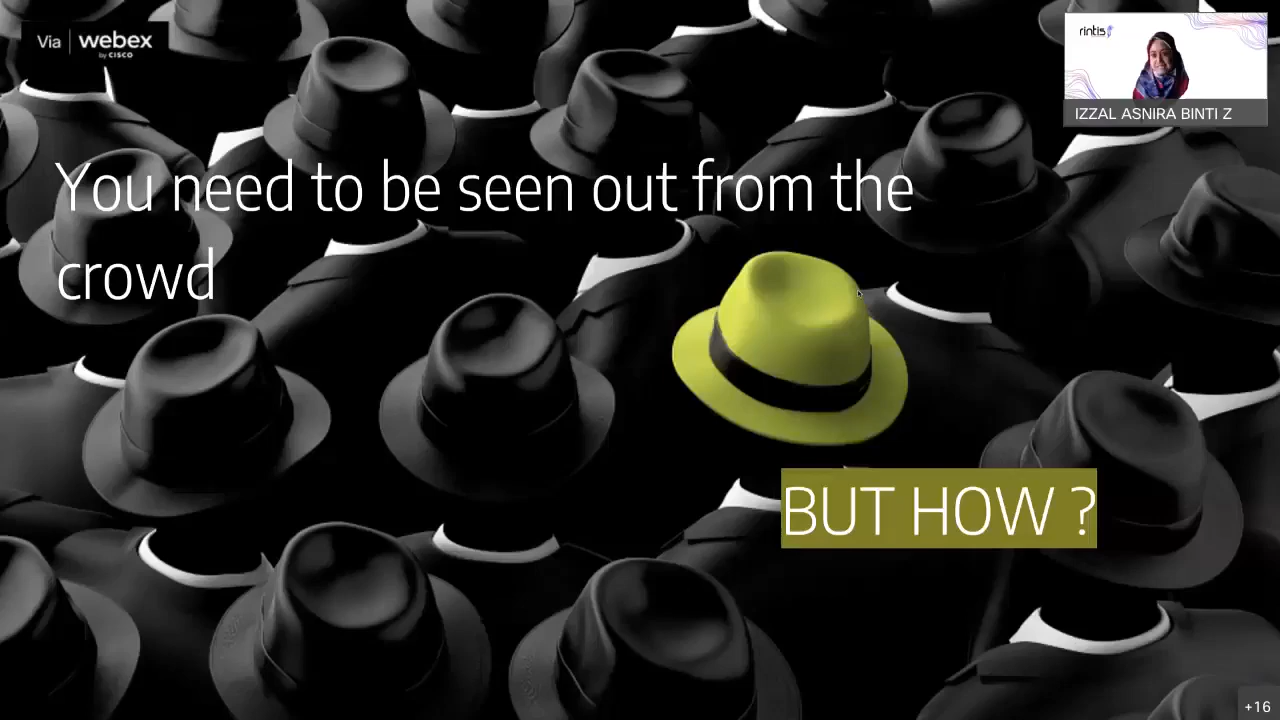 Via webex
by CISCO
rintis
IZZAL ASNIRA BINTI Z
You need to be seen out from the
crowd
BUT HOW ?
+16